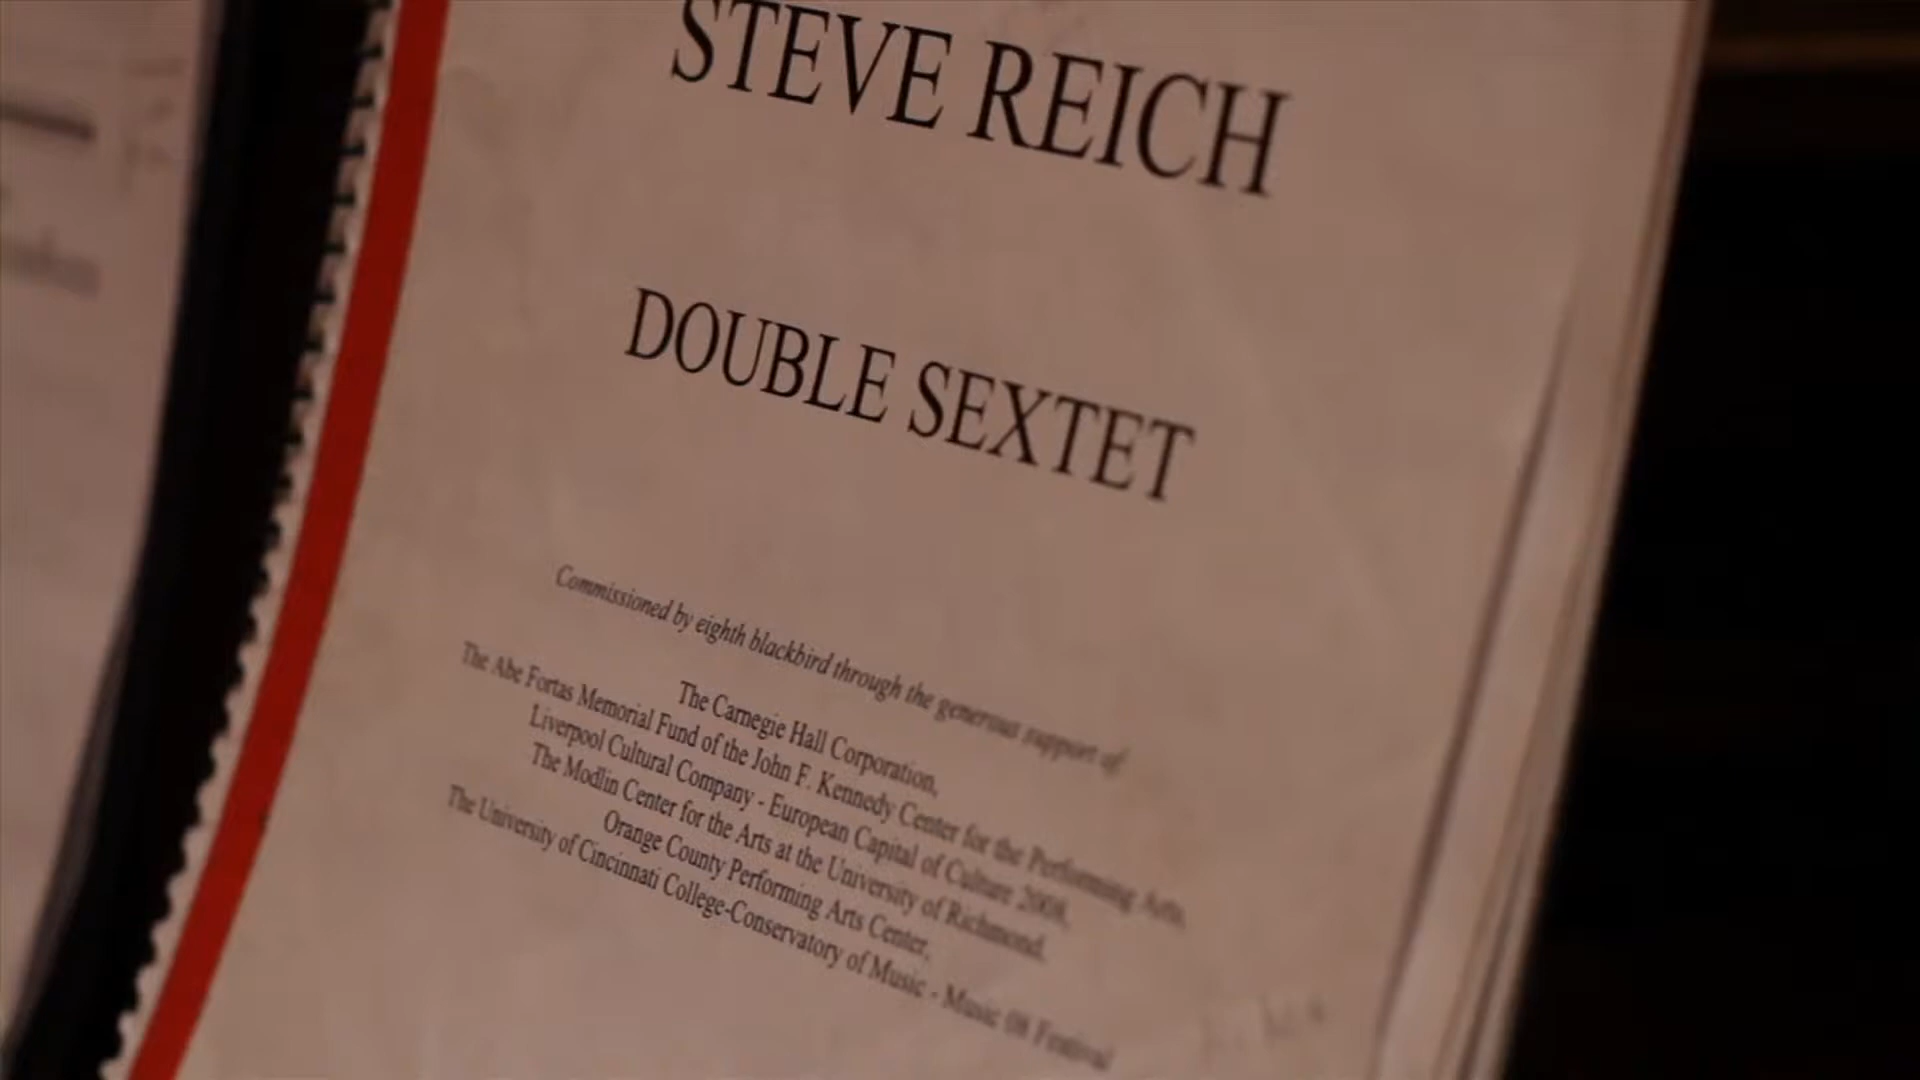 STEVE REICH
DOUBLE SEXTET
Commissioned by eighth blackbird through the generous support of
The Carnegie Hall Corporation,
The Abe Fortas Memorial Fund of the John F. Kennedy Center for the Performing Arts,
Liverpool Cultural Company - European Capital of Culture 2008,
The Modlin Center for the Arts at the University of Richmond,
Orange County Performing Arts Center,
The University of Cincinnati College-Conservatory of Music - Music 08 Festival